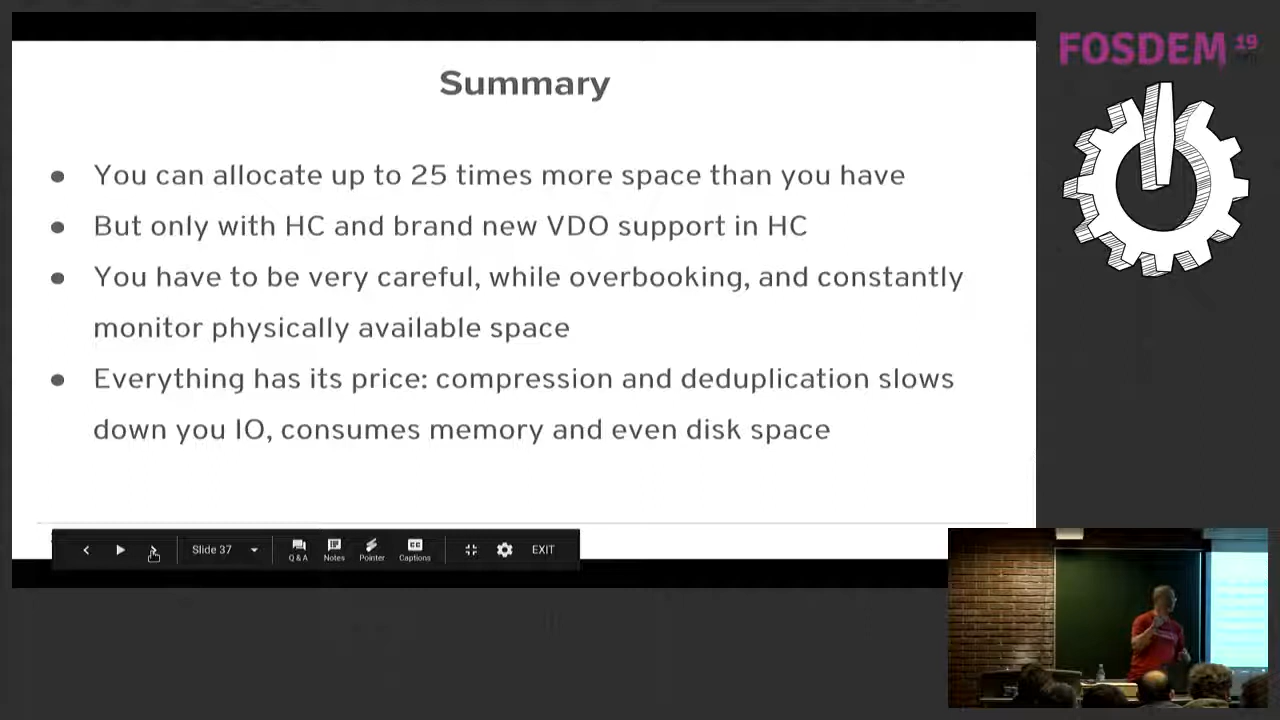 FOSDEM 19
Summary
• You can allocate up to 25 times more space than you have
• But only with HC and brand new VDO support in HC
• You have to be very careful, while overbooking, and constantly
monitor physically available space
• Everything has its price: compression and deduplication slows
down you IO, consumes memory and even disk space
Slide 37
Q & A
Notes
Pointer
Captions
EXIT